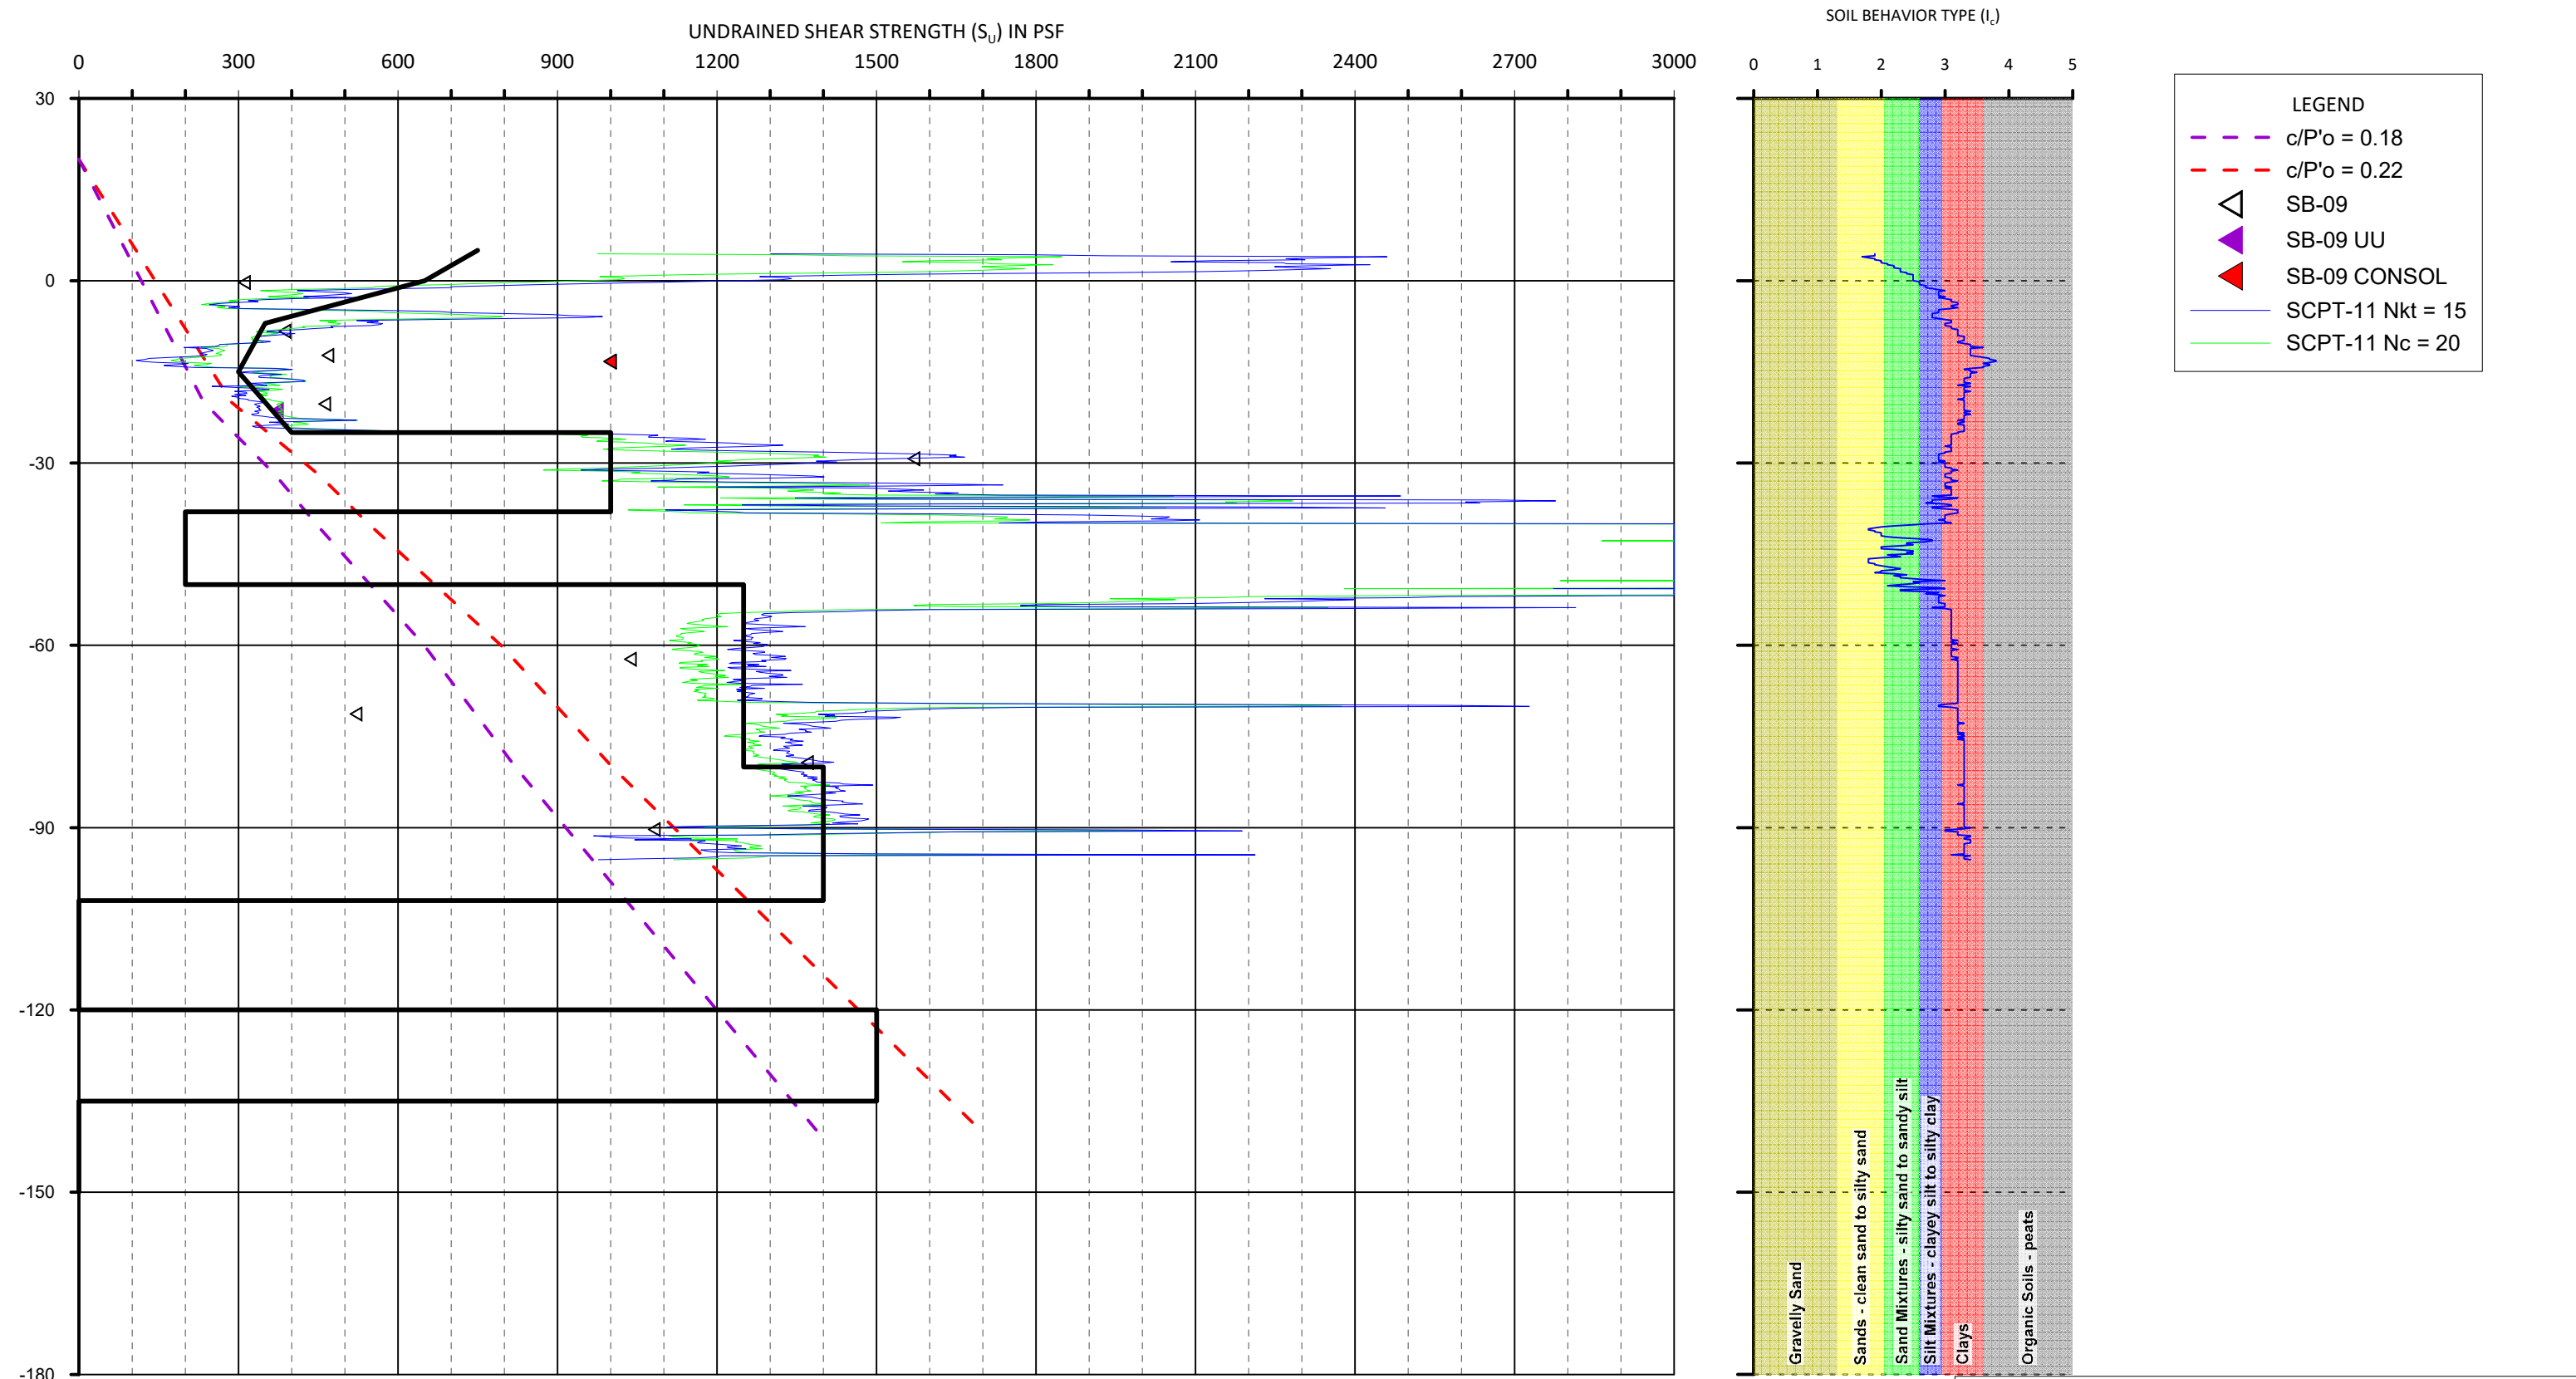 UNDRAINED SHEAR STRENGTH (SU) IN PSF
0 300 600 900 1200 1500 1800 2100 2400 2700 3000
30
0
-30
-60
-90
-120
-150
-180
SOIL BEHAVIOR TYPE (Ic)
0 1 2 3 4 5
Gravelly Sand
Sands - clean sand to silty sand
Sand Mixtures - silty sand to sandy silt
Silt Mixtures - clayey silt to silty clay
Clays
Organic Soils - peats
LEGEND
c/P'o = 0.18
c/P'o = 0.22
SB-09
SB-09 UU
SB-09 CONSOL
SCPT-11 Nkt = 15
SCPT-11 Nc = 20